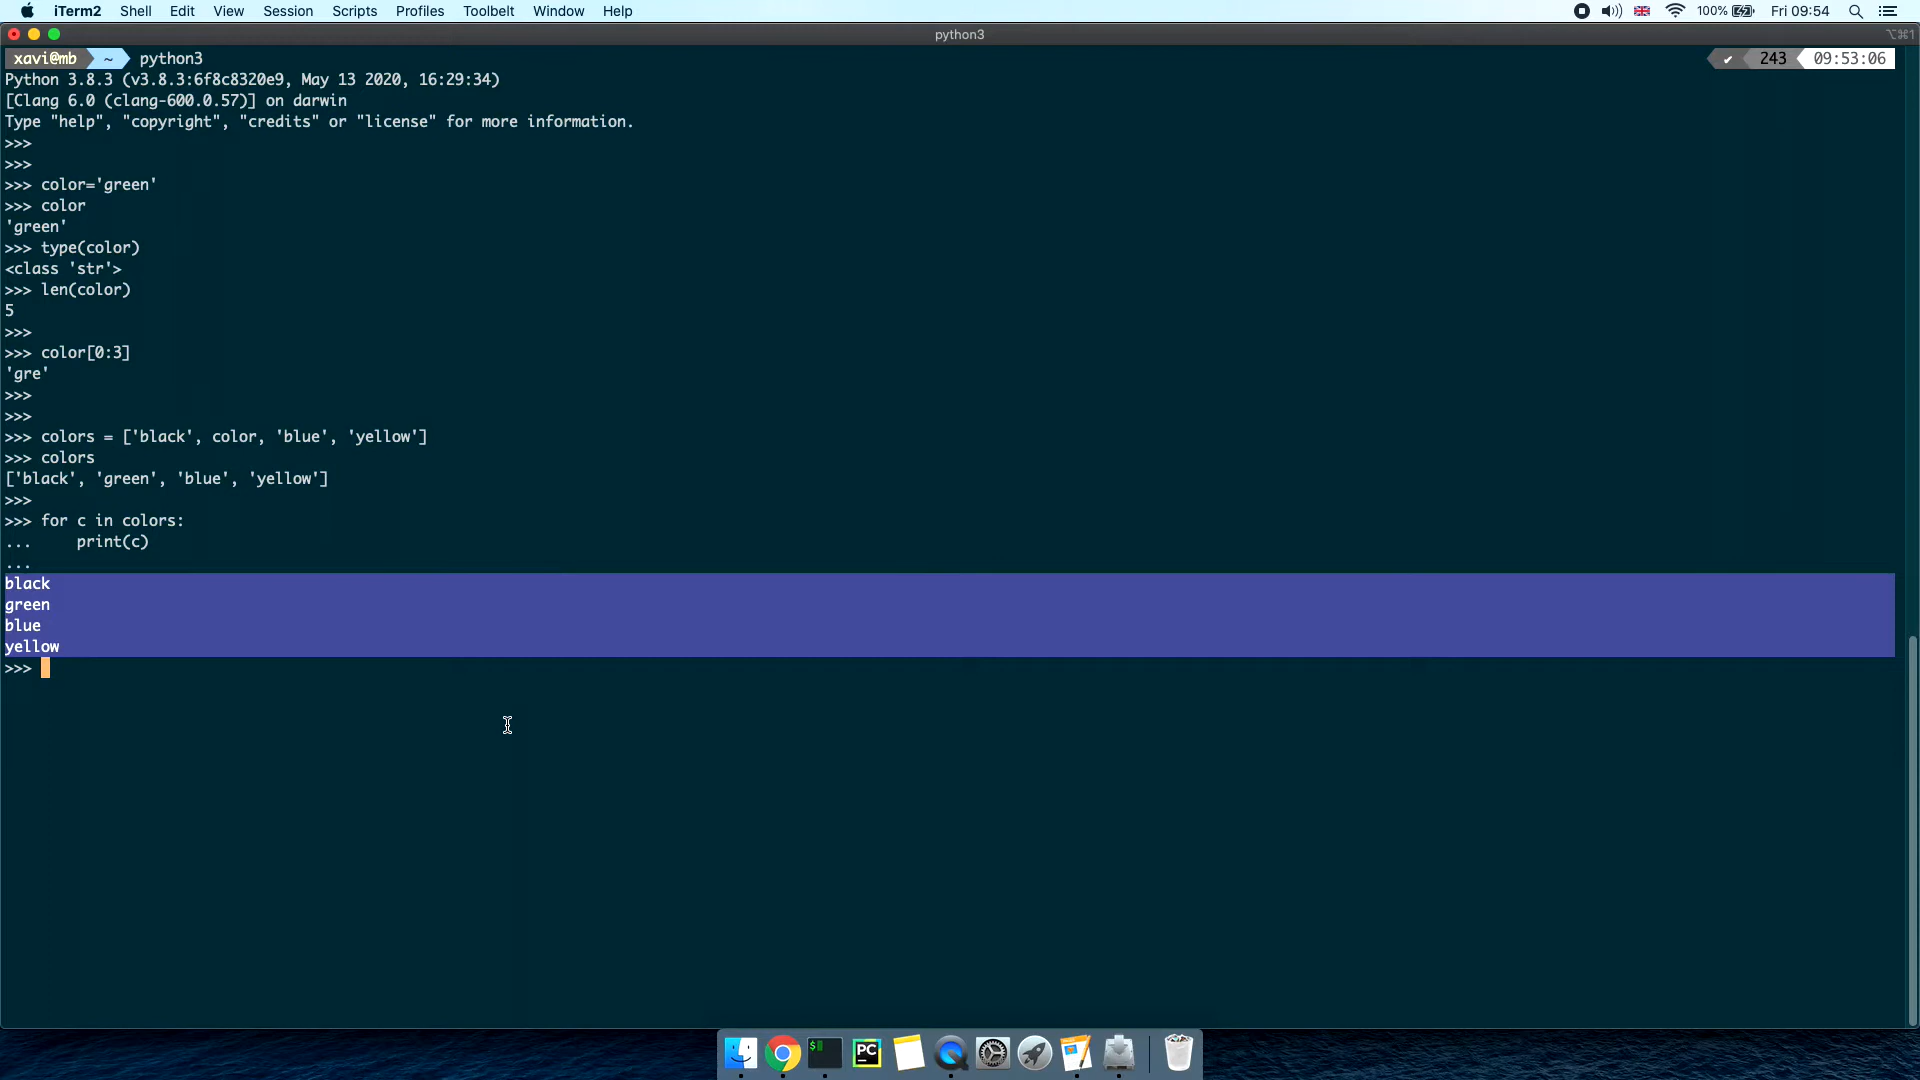 iTerm2 Shell Edit View Session Scripts Profiles Toolbelt Window Help 100% Fri 09:54
python3 ⌥⌘1
xavi@mb ~ python3 ✔ 243 09:53:06
Python 3.8.3 (v3.8.3:6f8c8320e9, May 13 2020, 16:29:34)
[Clang 6.0 (clang-600.0.57)] on darwin
Type "help", "copyright", "credits" or "license" for more information.
>>>
>>>
>>> color='green'
>>> color
'green'
>>> type(color)
<class 'str'>
>>> len(color)
5
>>>
>>> color[0:3]
'gre'
>>>
>>>
>>> colors = ['black', color, 'blue', 'yellow']
>>> colors
['black', 'green', 'blue', 'yellow']
>>>
>>> for c in colors:
...     print(c)
...
black
green
blue
yellow
>>>
$ PC